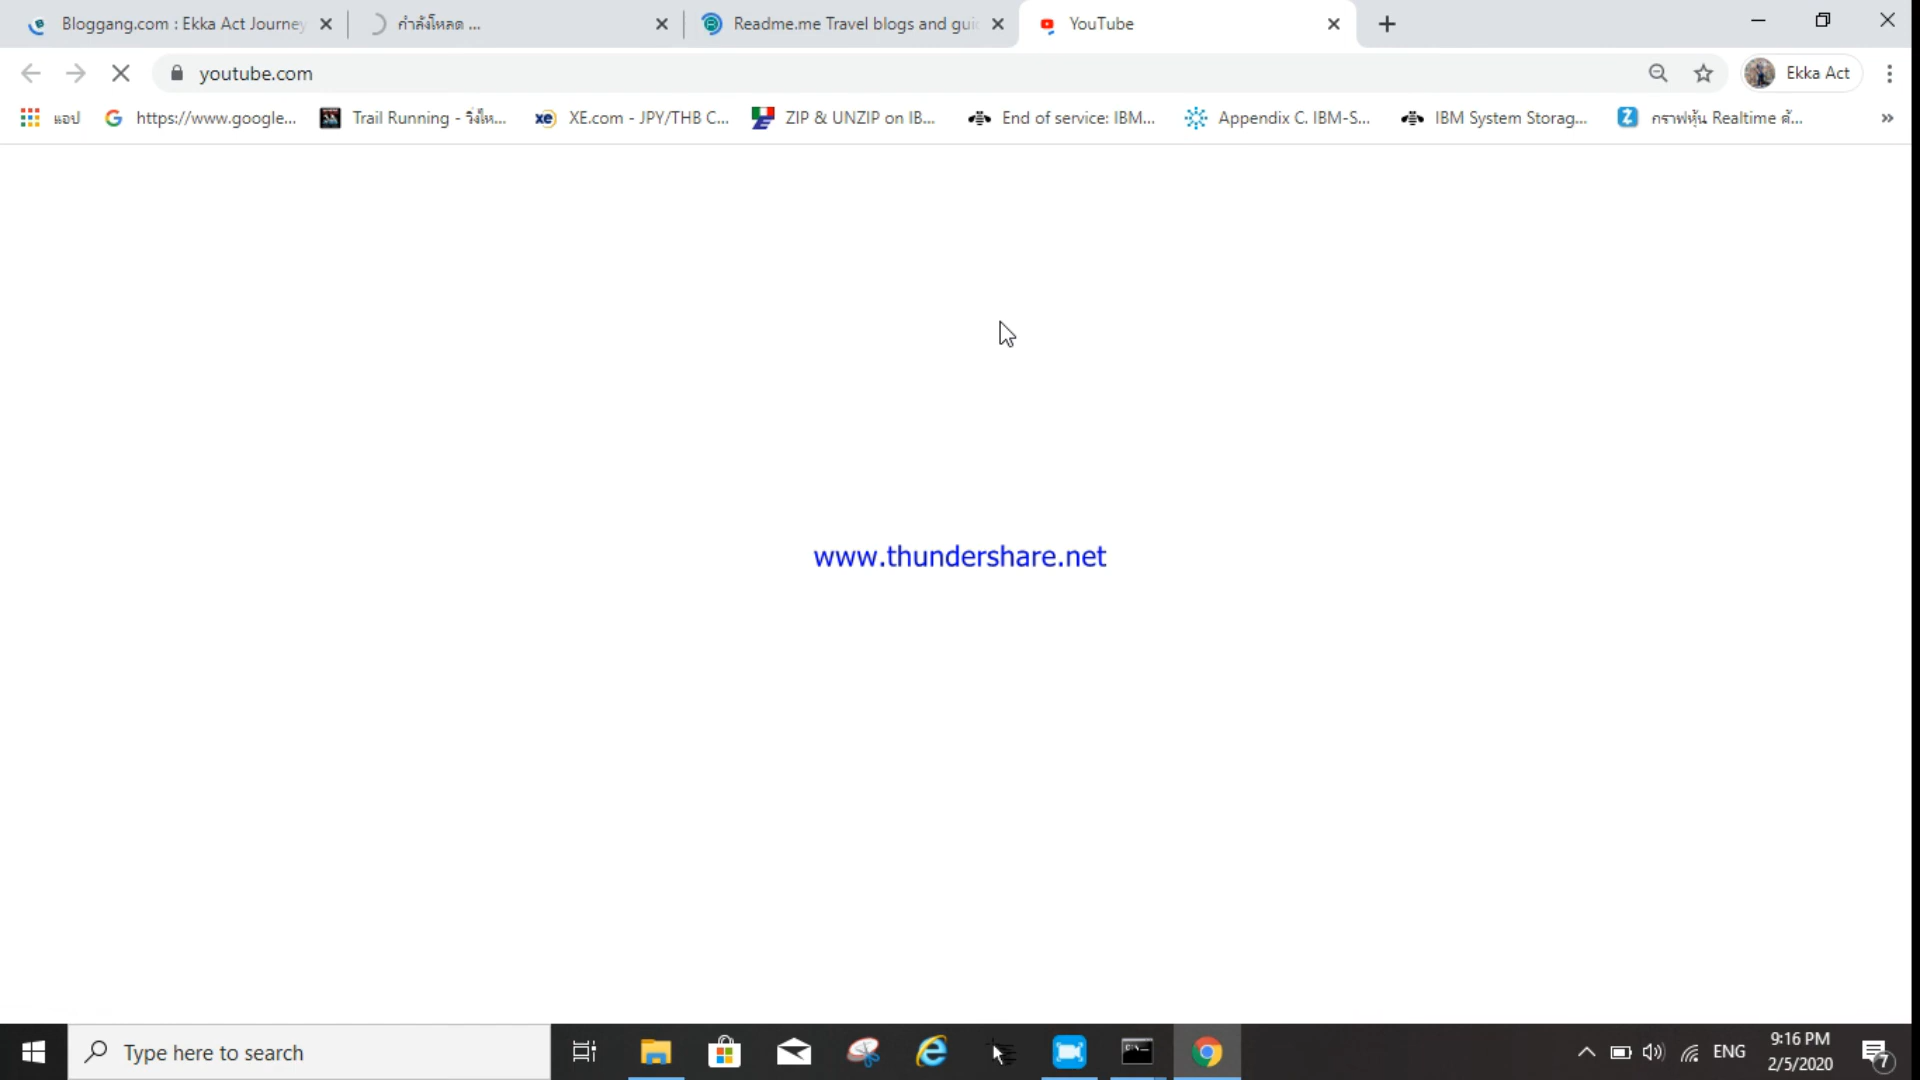 Bloggang.com : Ekka Act Journey
กำลังโหลด ...
Readme.me Travel blogs and gui
YouTube
youtube.com
Ekka Act
แอป
https://www.google...
Trail Running - วิ่งให...
XE.com - JPY/THB C...
ZIP & UNZIP on IB...
End of service: IBM...
Appendix C. IBM-S...
IBM System Storag...
กราฟหุ้น Realtime ตั...
www.thundershare.net
Type here to search
ENG
9:16 PM
2/5/2020
7